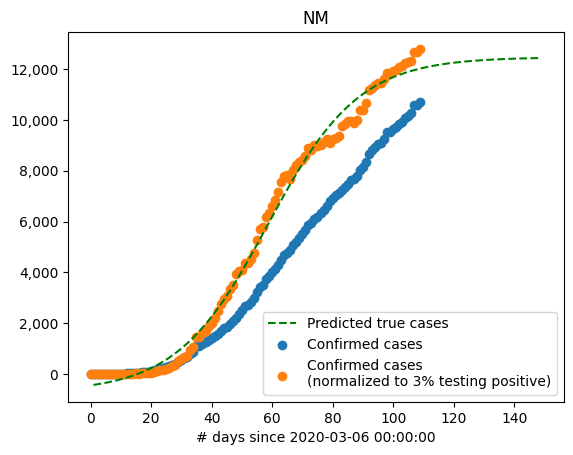 NM
12,000
10,000
8,000
6,000
4,000
2,000
0
Predicted true cases
Confirmed cases
Confirmed cases
(normalized to 3% testing positive)
0 20 40 60 80 100 120 140
# days since 2020-03-06 00:00:00